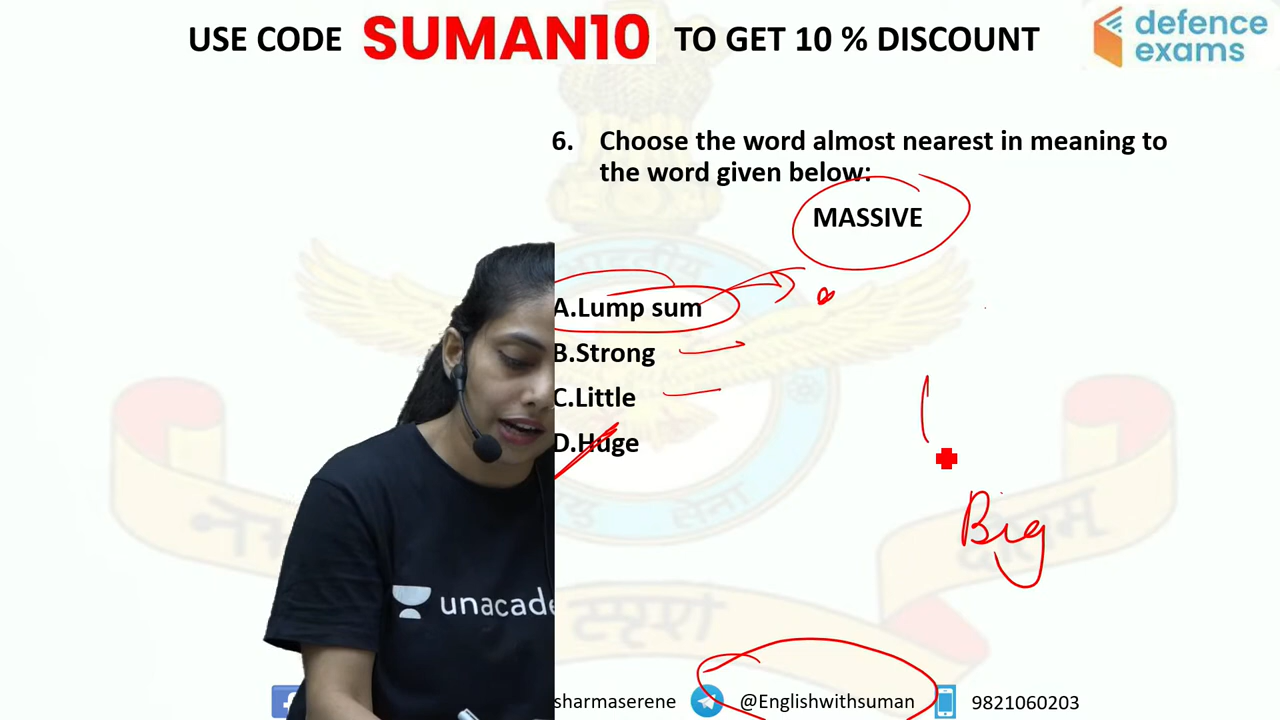 USE CODE SUMAN10 TO GET 10 % DISCOUNT
defence
exams
6. Choose the word almost nearest in meaning to
the word given below:
MASSIVE
A.Lump sum
B.Strong
C.Little
D.Huge
Big
unacade
sharmaserene @Englishwithsuman 9821060203